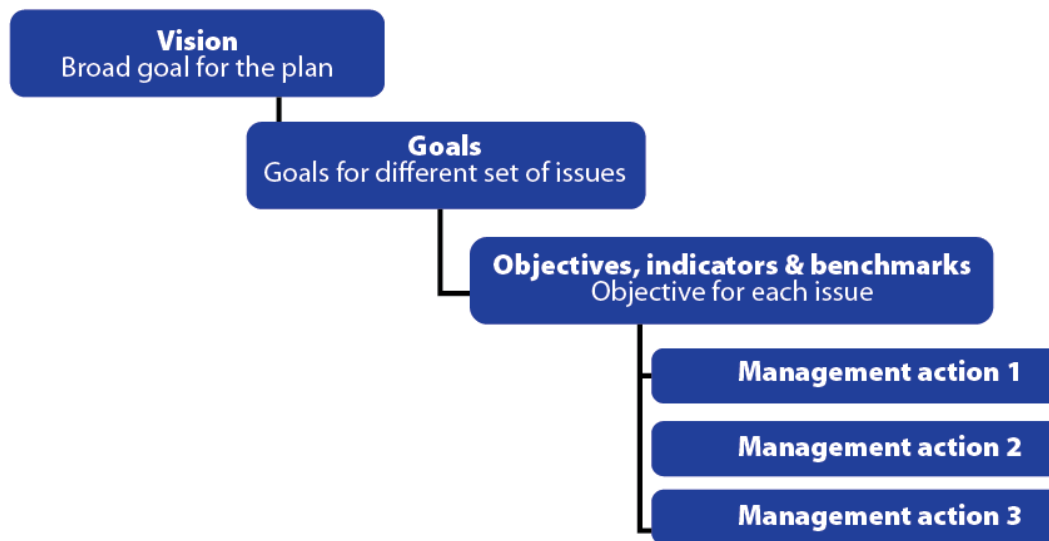 Vision
Broad goal for the plan
Goals
Goals for different set of issues
Objectives, indicators & benchmarks
Objective for each issue
Management action 1
Management action 2
Management action 3